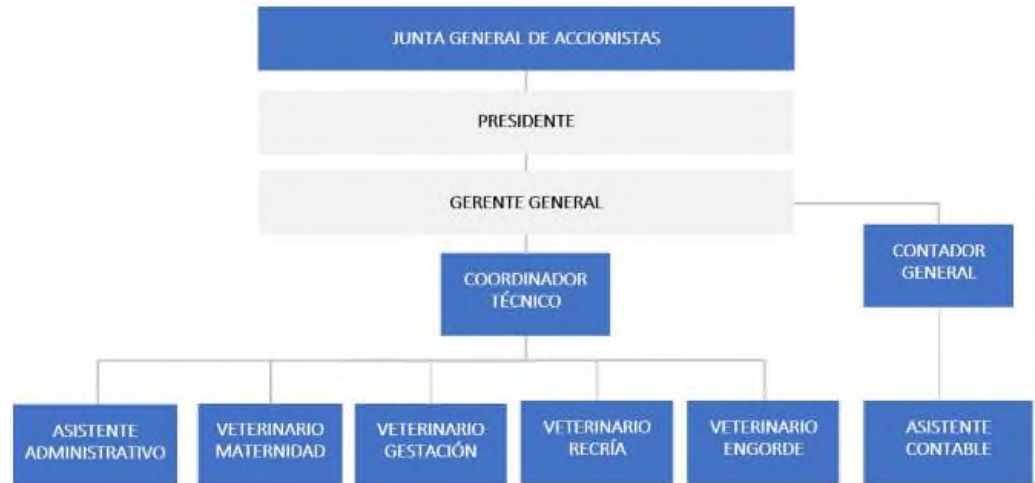 JUNTA GENERAL DE ACCIONISTAS
PRESIDENTE
GERENTE GENERAL
CONTADOR
GENERAL
COORDINADOR
TÉCNICO
ASISTENTE
ADMINISTRATIVO
VETERINARIO
MATERNIDAD
VETERINARIO
GESTACIÓN
VETERINARIO
RECRÍA
VETERINARIO
ENGORDE
ASISTENTE
CONTABLE